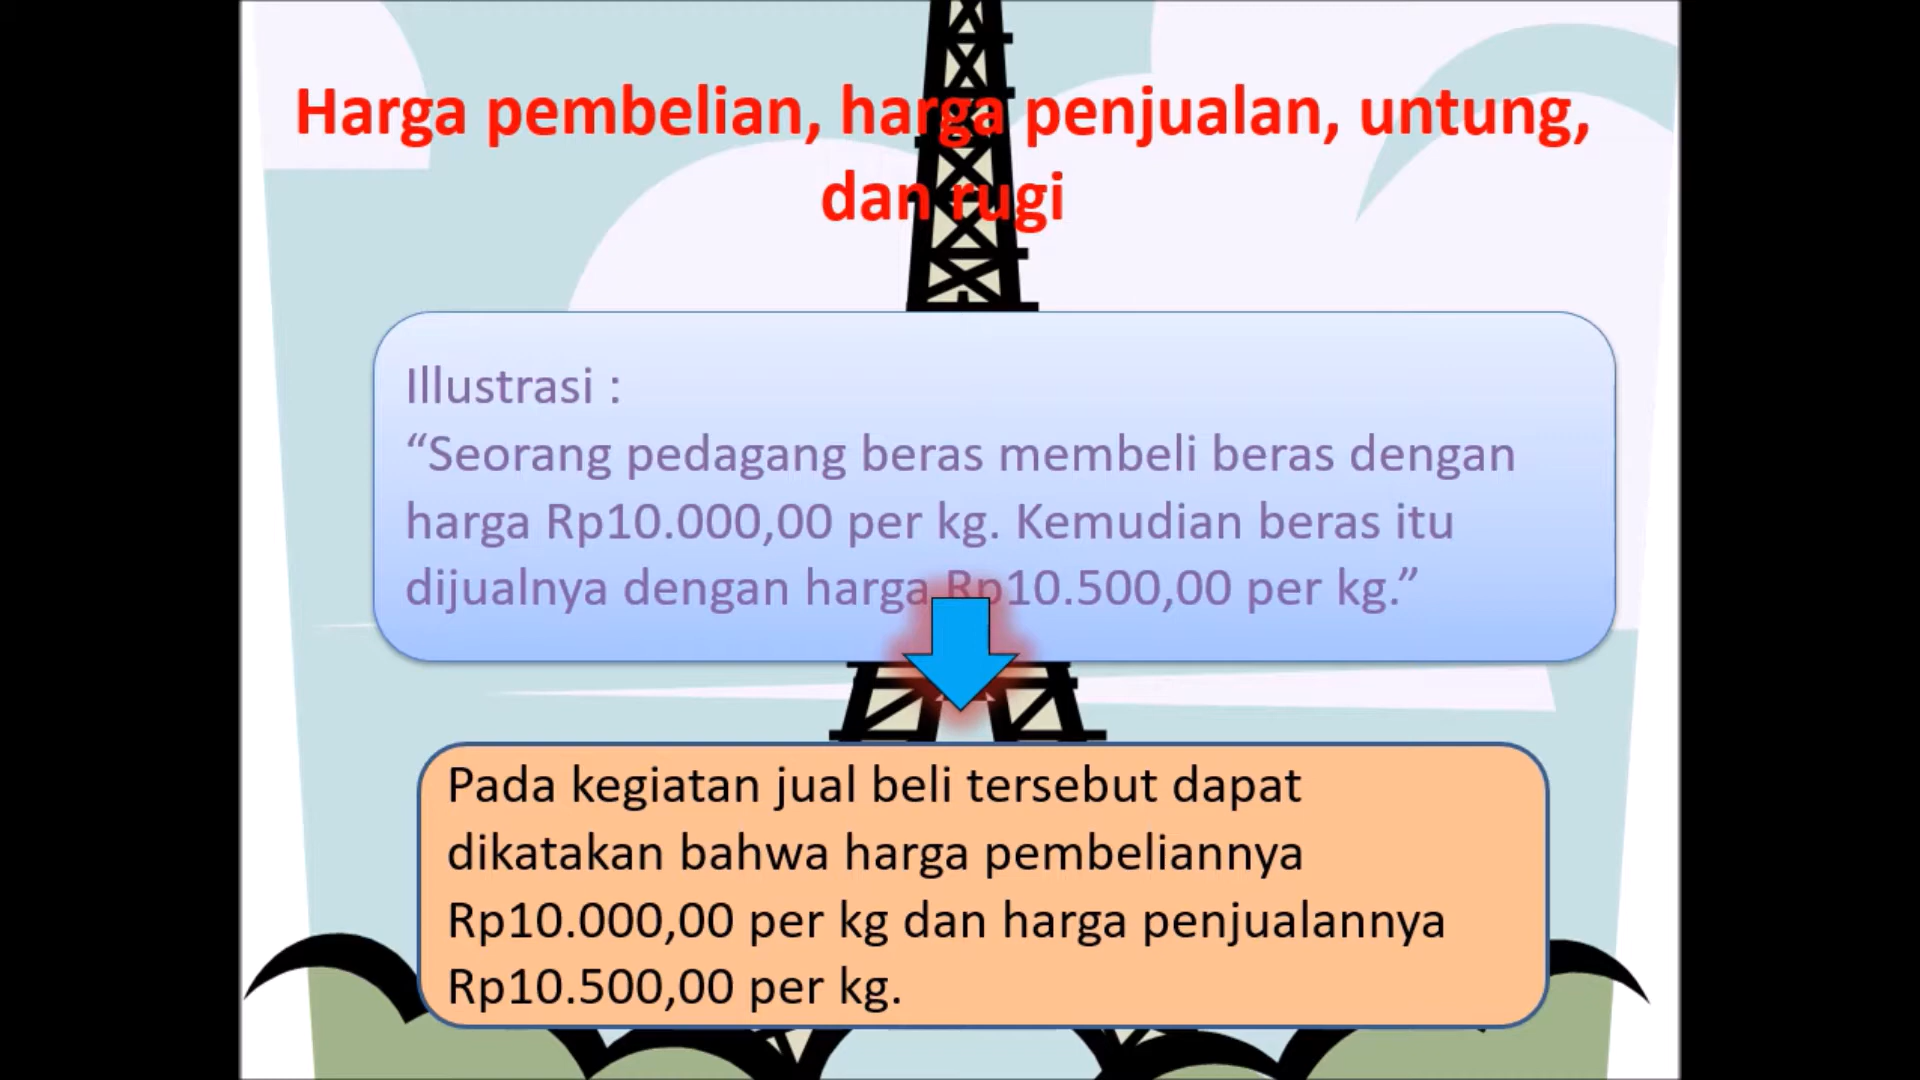 Harga pembelian, harga penjualan, untung,
dan rugi
Illustrasi :
“Seorang pedagang beras membeli beras dengan
harga Rp10.000,00 per kg. Kemudian beras itu
dijualnya dengan harga Rp10.500,00 per kg.”
Pada kegiatan jual beli tersebut dapat
dikatakan bahwa harga pembeliannya
Rp10.000,00 per kg dan harga penjualannya
Rp10.500,00 per kg.